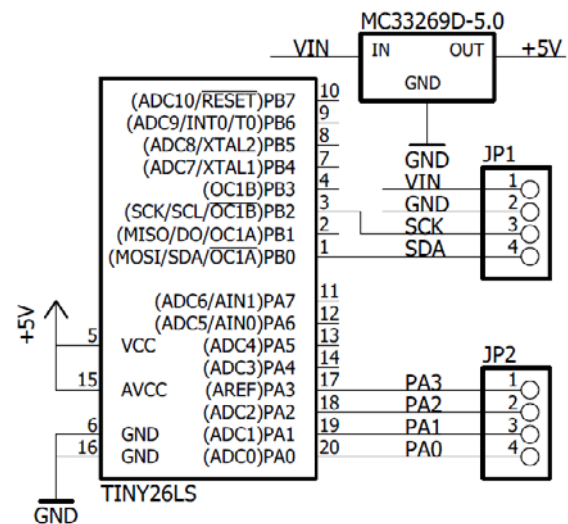 MC33269D-5.0
VIN IN OUT +5V
GND
GND
(ADC10/RESET)PB7 10
(ADC9/INT0/T0)PB6 9
(ADC8/XTAL2)PB5 8
(ADC7/XTAL1)PB4 7
(OC1B)PB3 4
(SCK/SCL/OC1B)PB2 3
(MISO/DO/OC1A)PB1 2
(MOSI/SDA/OC1A)PB0 1
JP1
VIN 1
GND 2
SCK 3
SDA 4
(ADC6/AIN1)PA7 11
(ADC5/AIN0)PA6 12
+5V
5 VCC (ADC4)PA5 13
(ADC3)PA4 14
15 AVCC (AREF)PA3 17
(ADC2)PA2 18
6 GND (ADC1)PA1 19
16 GND (ADC0)PA0 20
JP2
PA3 1
PA2 2
PA1 3
PA0 4
TINY26LS
GND